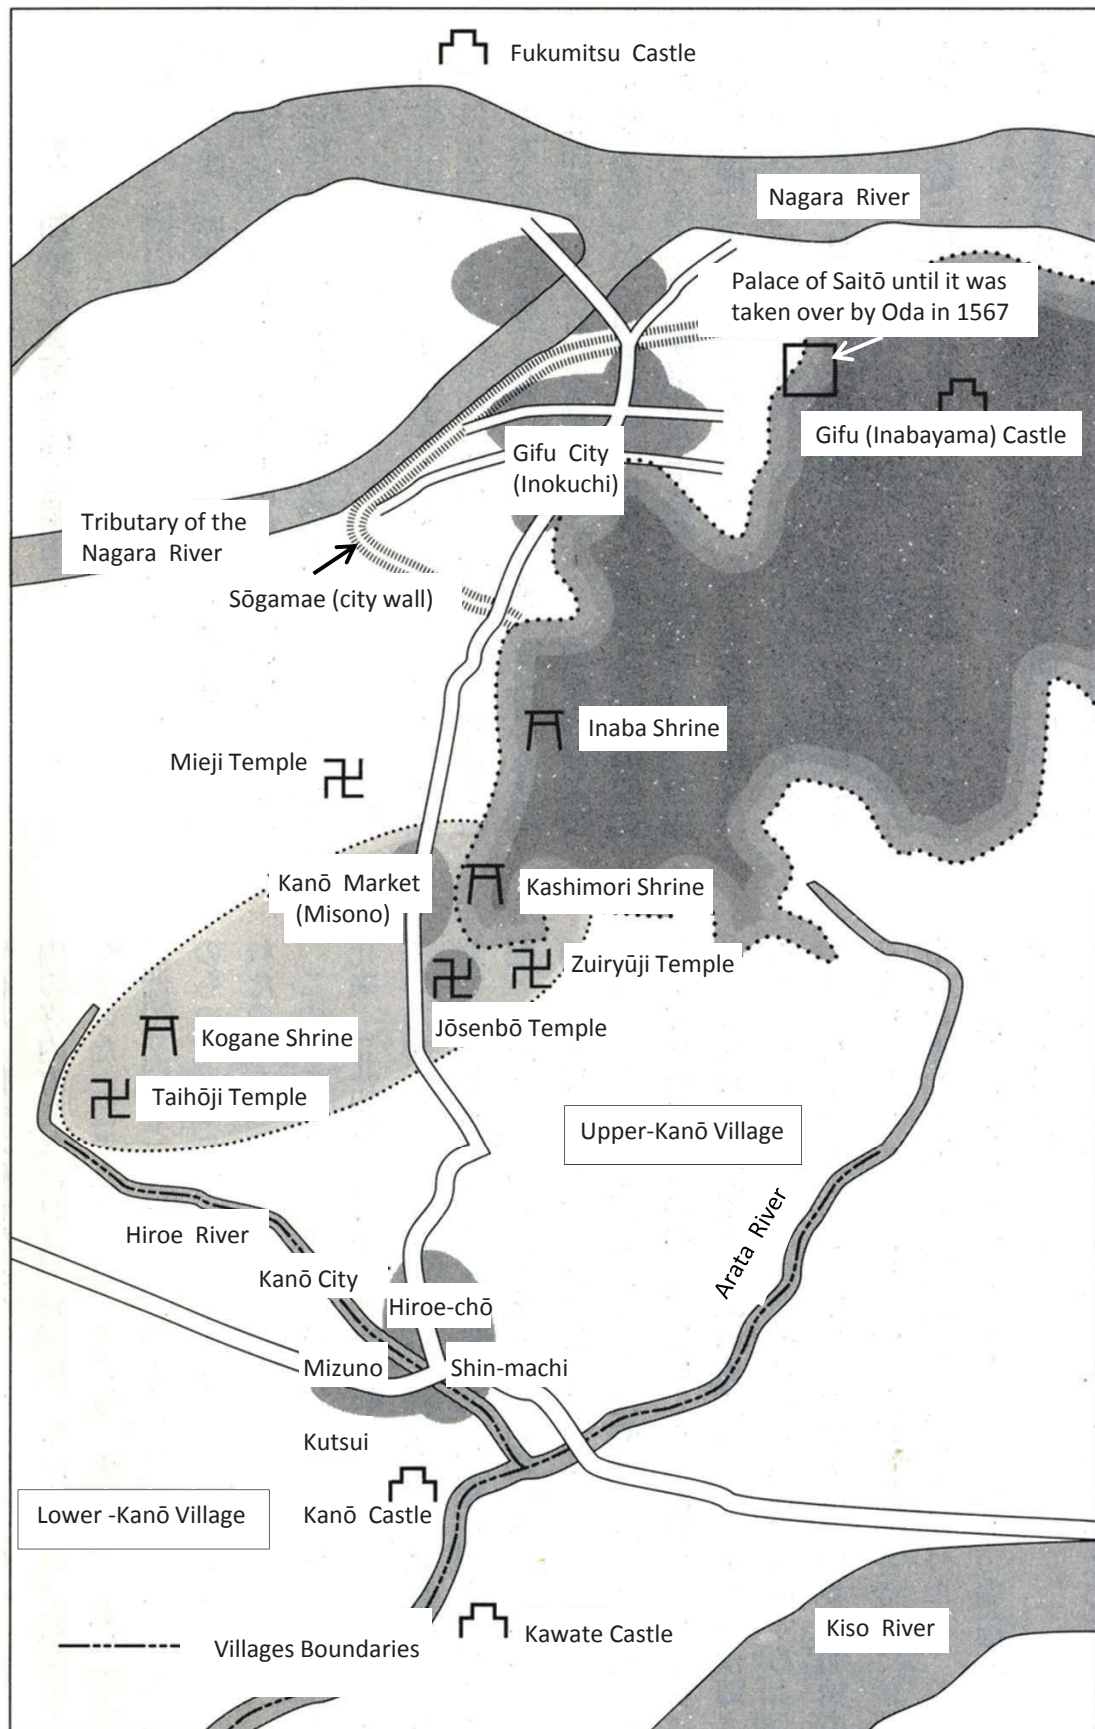 Fukumitsu Castle
Nagara River
Palace of Saitō until it was
taken over by Oda in 1567
Gifu (Inabayama) Castle
Gifu City
(Inokuchi)
Tributary of the
Nagara River
Sōgamae (city wall)
Inaba Shrine
Mieji Temple
Kanō Market
(Misono)
Kashimori Shrine
Zuiryūji Temple
Jōsenbō Temple
Kogane Shrine
Taihōji Temple
Upper-Kanō Village
Arata River
Hiroe River
Kanō City
Hiroe-chō
Mizuno
Shin-machi
Kutsui
Lower -Kanō Village
Kanō Castle
Kawate Castle
Kiso River
Villages Boundaries